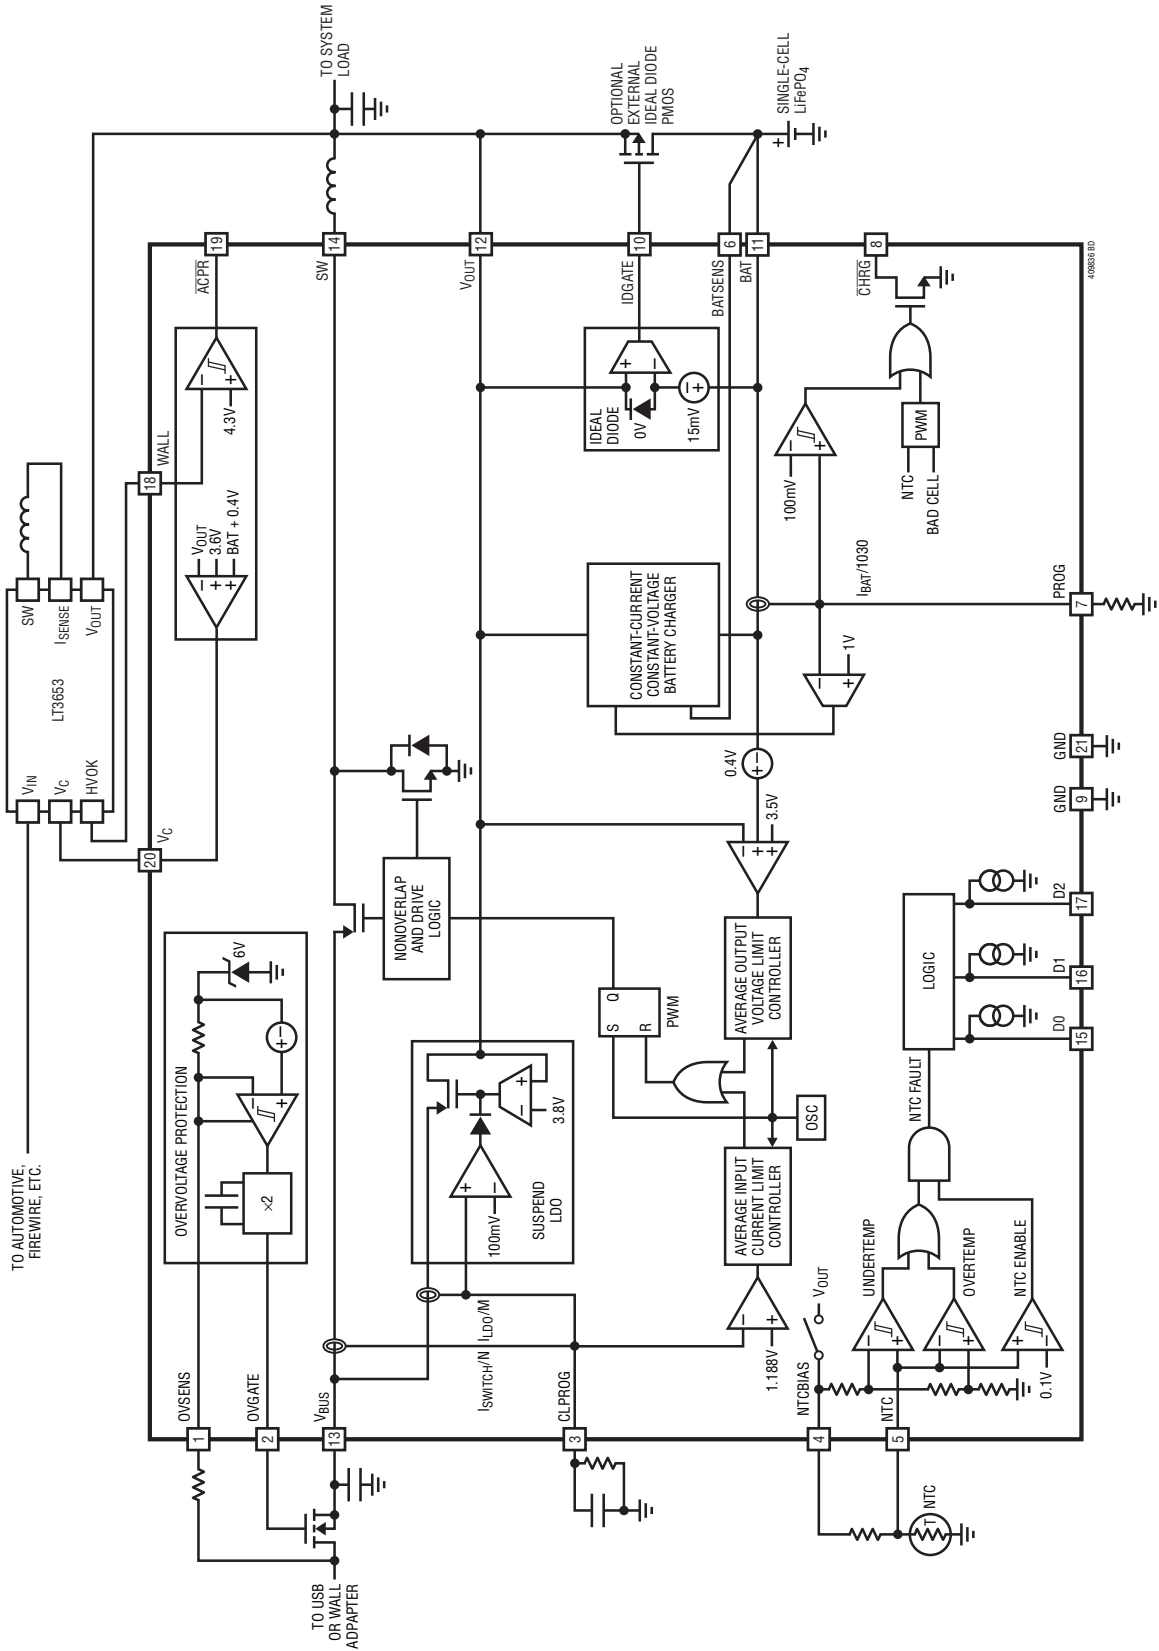 TO AUTOMOTIVE,
FIREWIRE, ETC.
VIN
VC
HVOK
LT3653
SW
ISENSE
VOUT
20
VC
18
WALL
OVERVOLTAGE PROTECTION
×2
6V
+
–
+
–
VOUT
3.6V
BAT + 0.4V
–
+
+
4.3V
–
+
19
ACPR
TO USB
OR WALL
ADPAPTER
1
OVSENS
2
OVGATE
13
VBUS
ISWITCH/N
ILDO/M
100mV
+
–
3.8V
–
+
SUSPEND
LDO
NONOVERLAP
AND DRIVE
LOGIC
SW
14
TO SYSTEM
LOAD
VOUT
12
S
Q
R
PWM
3
CLPROG
1.188V
–
+
AVERAGE INPUT
CURRENT LIMIT
CONTROLLER
OSC
AVERAGE OUTPUT
VOLTAGE LIMIT
CONTROLLER
–
+
+
3.5V
0.4V
+
–
CONSTANT-CURRENT
CONSTANT-VOLTAGE
BATTERY CHARGER
–
+
1V
IBAT/1030
IDEAL
DIODE
0V
15mV
–
+
+
–
IDGATE
10
OPTIONAL
EXTERNAL
IDEAL DIODE
PMOS
BATSENS
6
BAT
11
+
SINGLE-CELL
LiFePO4
100mV
–
+
NTC
BAD CELL
PWM
CHRG
8
4
NTCBIAS
VOUT
5
NTC
T
NTC
–
+
UNDERTEMP
–
+
OVERTEMP
+
–
0.1V
NTC ENABLE
NTC FAULT
LOGIC
15
D0
16
D1
17
D2
9
GND
21
GND
7
PROG
409836 BD